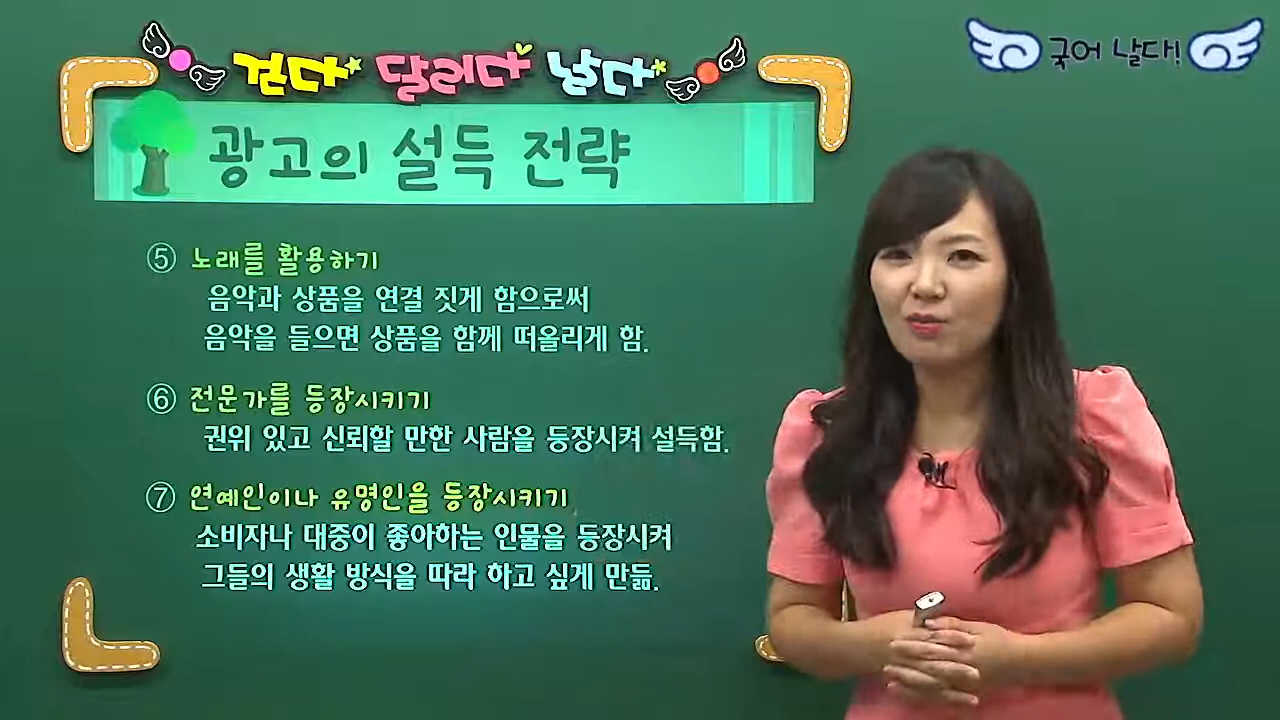 걷다 달리다 날다
국어 날다!
광고의 설득 전략
⑤ 노래를 활용하기
음악과 상품을 연결 짓게 함으로써
음악을 들으면 상품을 함께 떠올리게 함.
⑥ 전문가를 등장시키기
권위 있고 신뢰할 만한 사람을 등장시켜 설득함.
⑦ 연예인이나 유명인을 등장시키기
소비자나 대중이 좋아하는 인물을 등장시켜
그들의 생활 방식을 따라 하고 싶게 만듦.